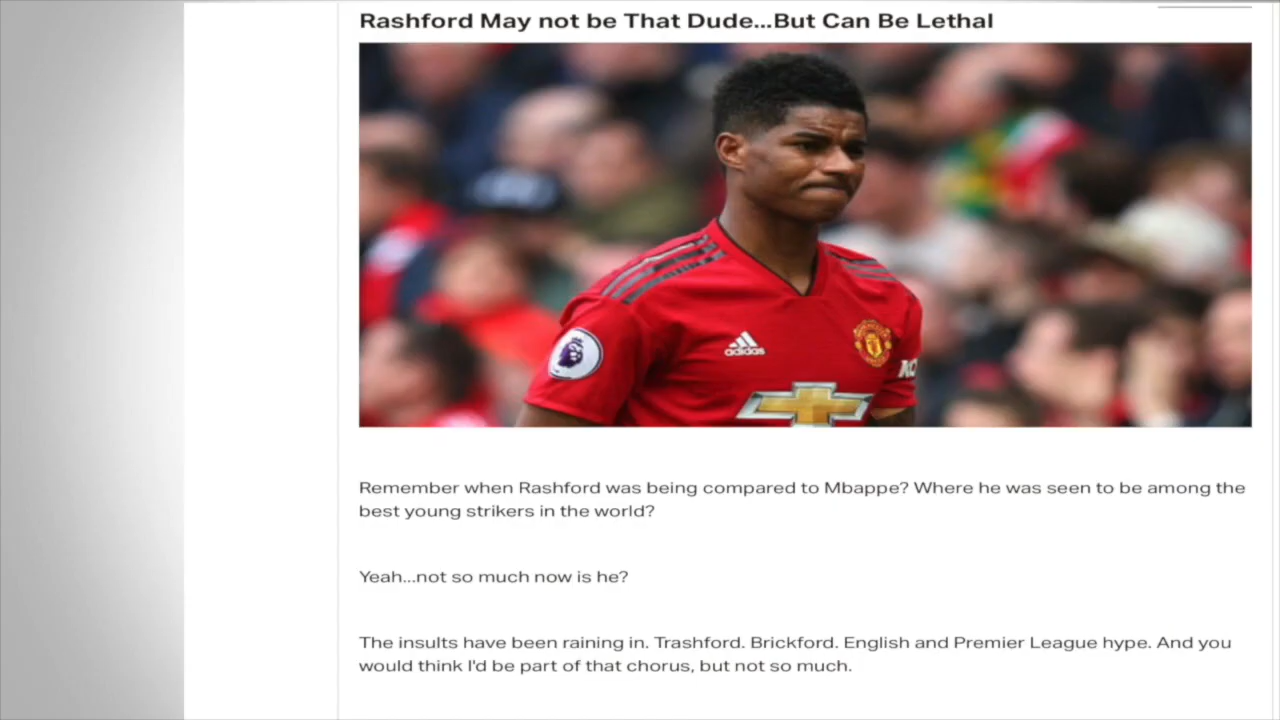 Rashford May not be That Dude...But Can Be Lethal
adidas
Remember when Rashford was being compared to Mbappe? Where he was seen to be among the
best young strikers in the world?
Yeah...not so much now is he?
The insults have been raining in. Trashford. Brickford. English and Premier League hype. And you
would think I'd be part of that chorus, but not so much.